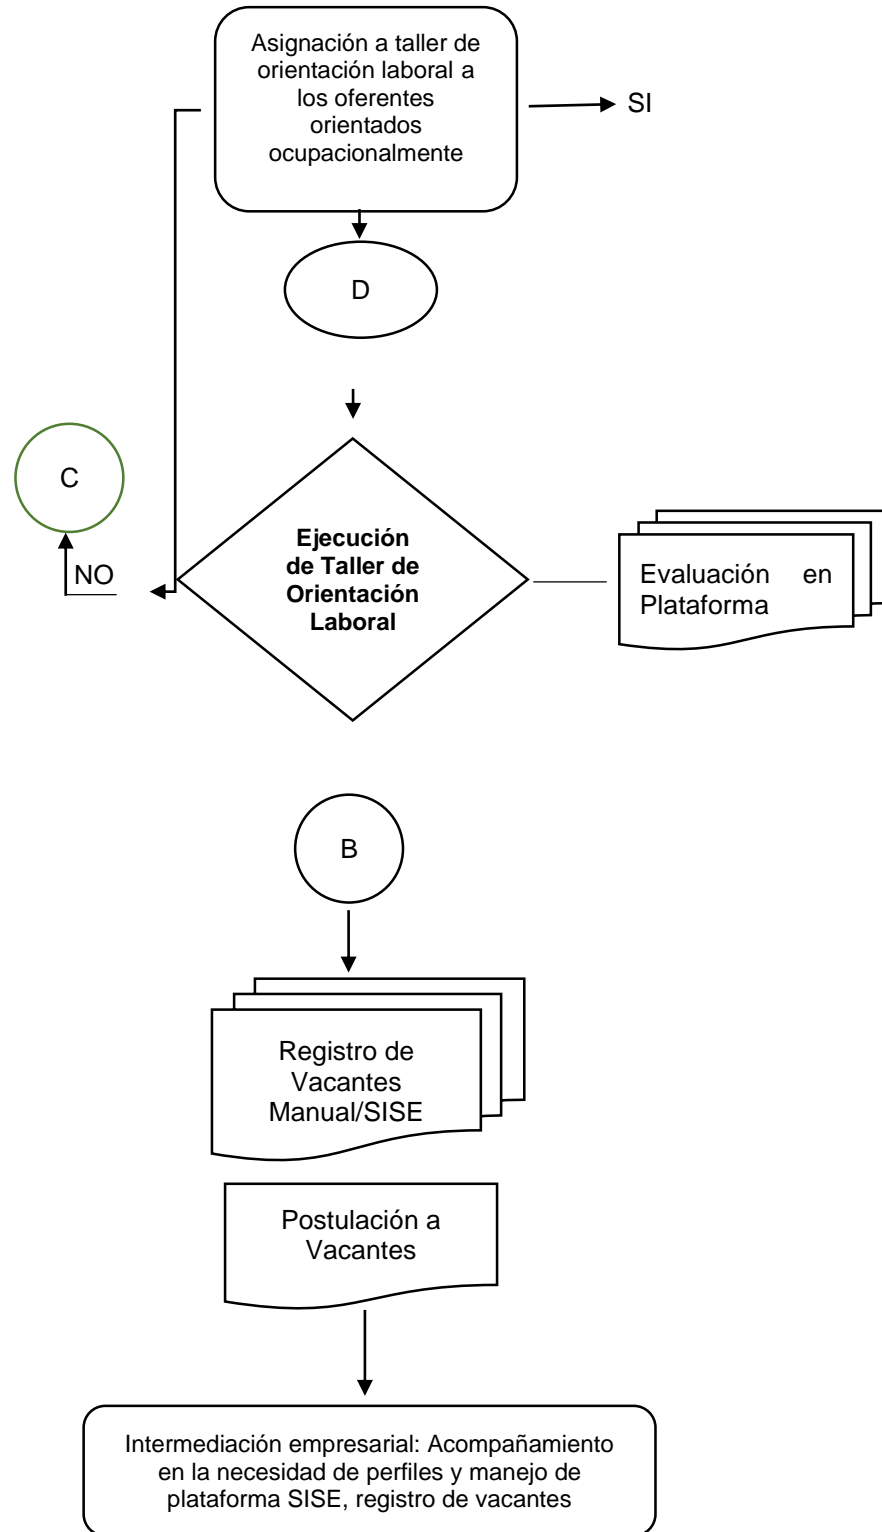 Asignación a taller de
orientación laboral a
los oferentes
orientados
ocupacionalmente
SI
D
C
NO
Ejecución
de Taller de
Orientación
Laboral
Evaluación en
Plataforma
B
Registro de
Vacantes
Manual/SISE
Postulación a
Vacantes
Intermediación empresarial: Acompañamiento
en la necesidad de perfiles y manejo de
plataforma SISE, registro de vacantes